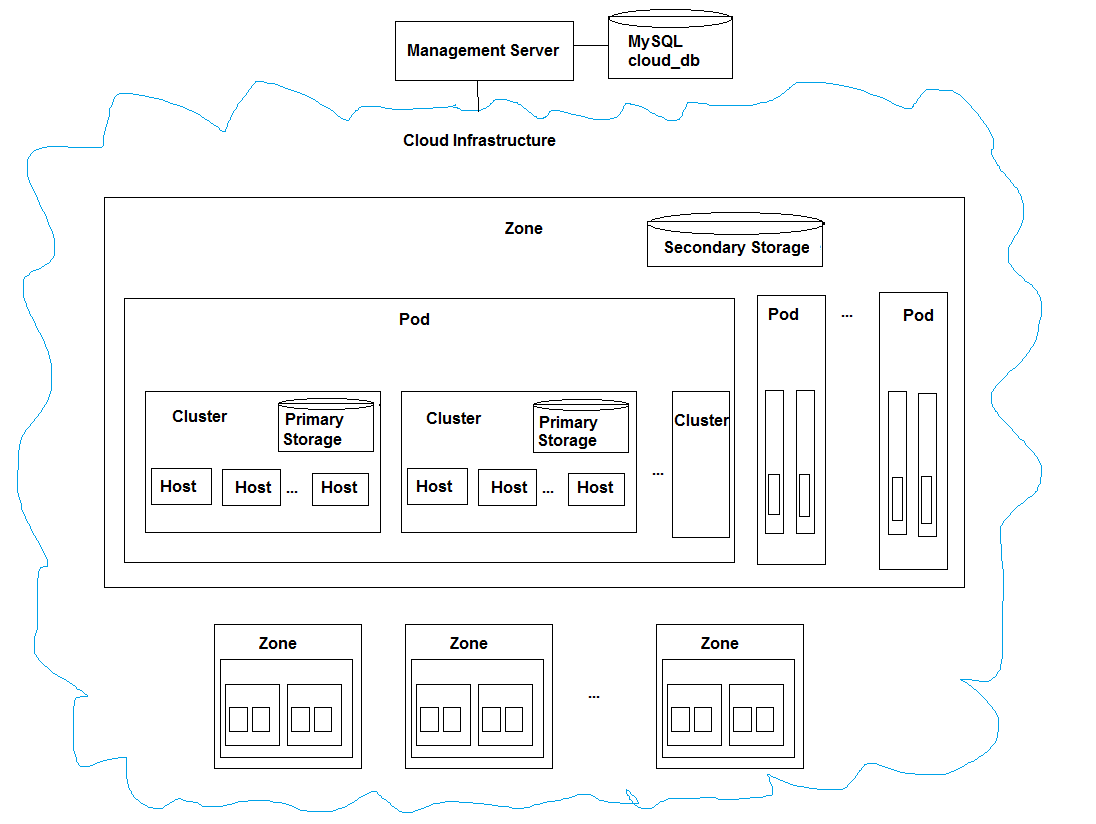 Management Server
MySQL
cloud_db
Cloud Infrastructure
Zone
Secondary Storage
Pod
Pod
...
Pod
Cluster
Primary
Storage
Host
Host
...
Host
Cluster
Primary
Storage
Host
Host
...
Host
...
Cluster
Zone
Zone
...
Zone